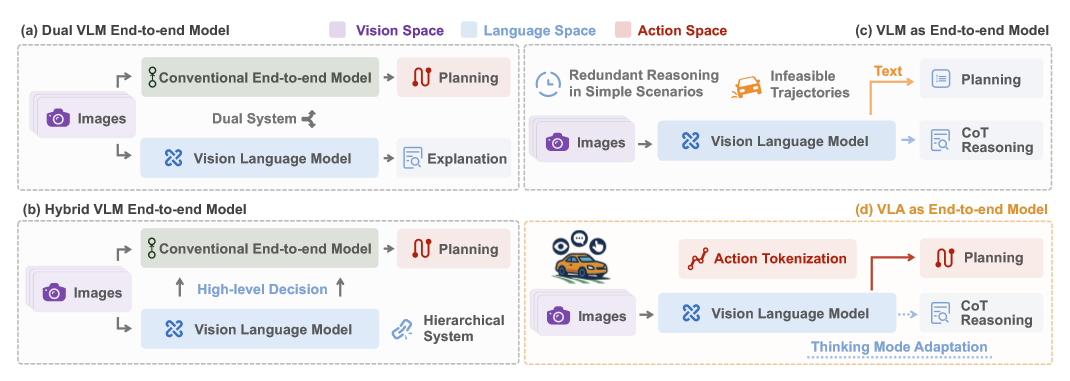 (a) Dual VLM End-to-end Model
Vision Space
Language Space
Action Space
(c) VLM as End-to-end Model
Images
Conventional End-to-end Model
Planning
Dual System
Vision Language Model
Explanation
Redundant Reasoning
in Simple Scenarios
Infeasible
Trajectories
Text
Planning
Images
Vision Language Model
CoT
Reasoning
(b) Hybrid VLM End-to-end Model
(d) VLA as End-to-end Model
Images
Conventional End-to-end Model
Planning
High-level Decision
Vision Language Model
Hierarchical
System
Action Tokenization
Planning
Images
Vision Language Model
CoT
Reasoning
Thinking Mode Adaptation